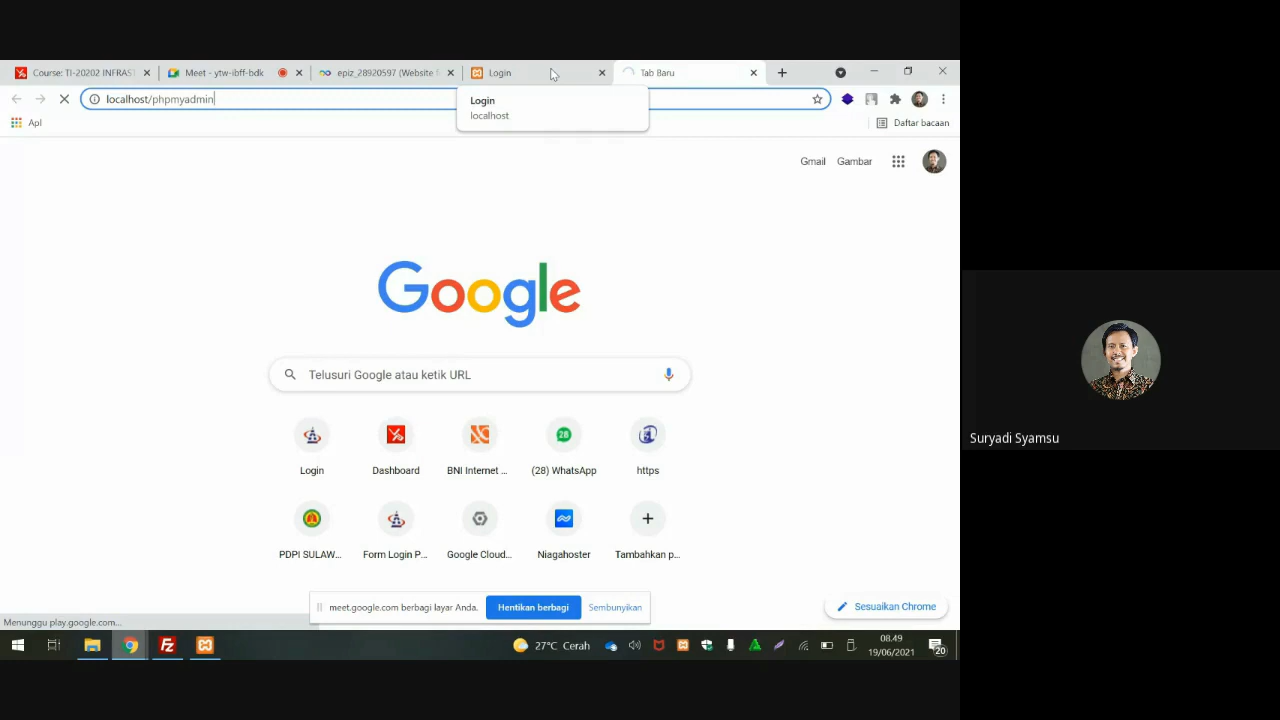 Course: TI-20202 INFRAST
Meet - ytw-ibff-bdk
epiz_28920597 (Website f
Login
Tab Baru
localhost/phpmyadmin
Login
localhost
Apl
Daftar bacaan
Gmail
Gambar
Google
Telusuri Google atau ketik URL
28
Login
Dashboard
BNI Internet ...
(28) WhatsApp
https
PDPI SULAW...
Form Login P...
Google Cloud...
Niagahoster
Tambahkan p...
meet.google.com berbagi layar Anda.
Hentikan berbagi
Sembunyikan
Sesuaikan Chrome
Menunggu play.google.com...
27°C Cerah
08.49
19/06/2021
20
Suryadi Syamsu